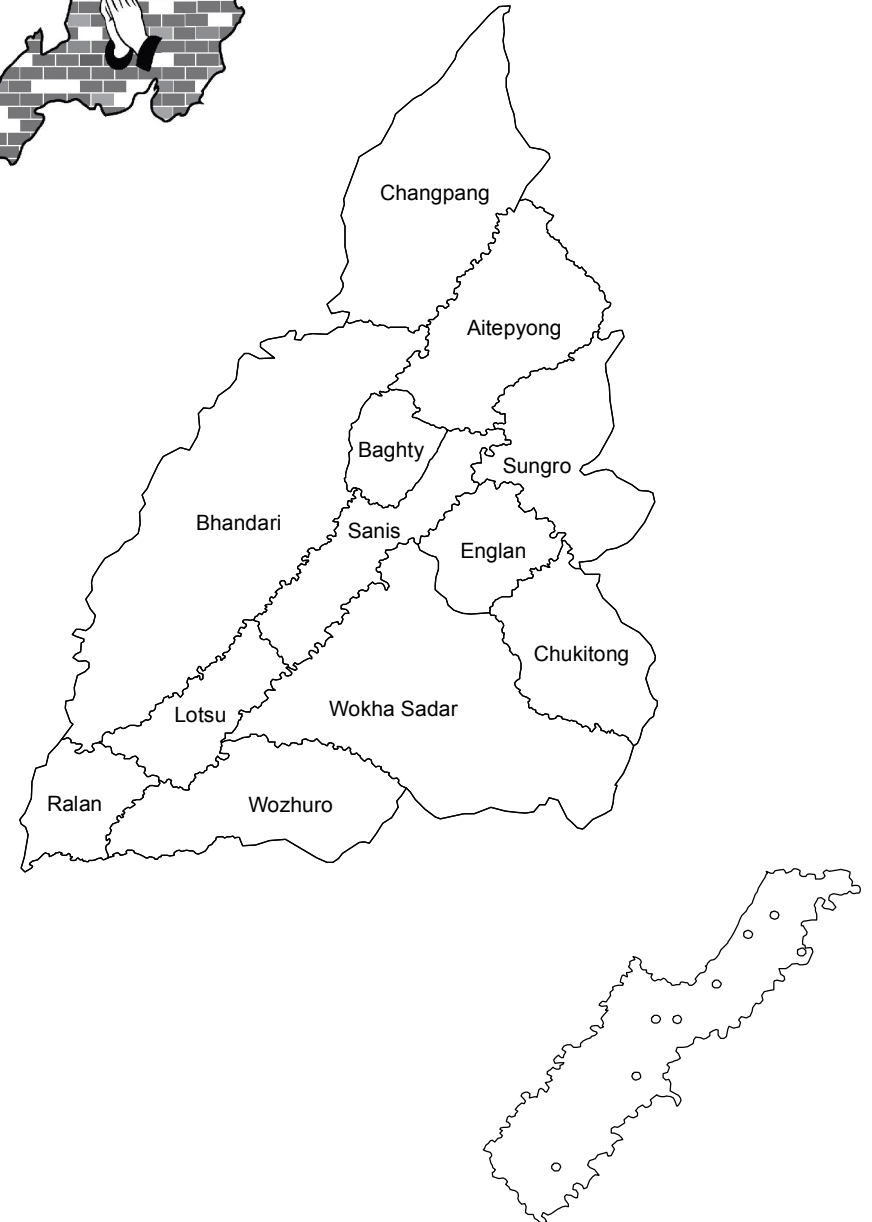 Changpang
Aitepyong
Baghty
Sungro
Bhandari
Sanis
Englan
Chukitong
Lotsu
Wokha Sadar
Ralan
Wozhuro